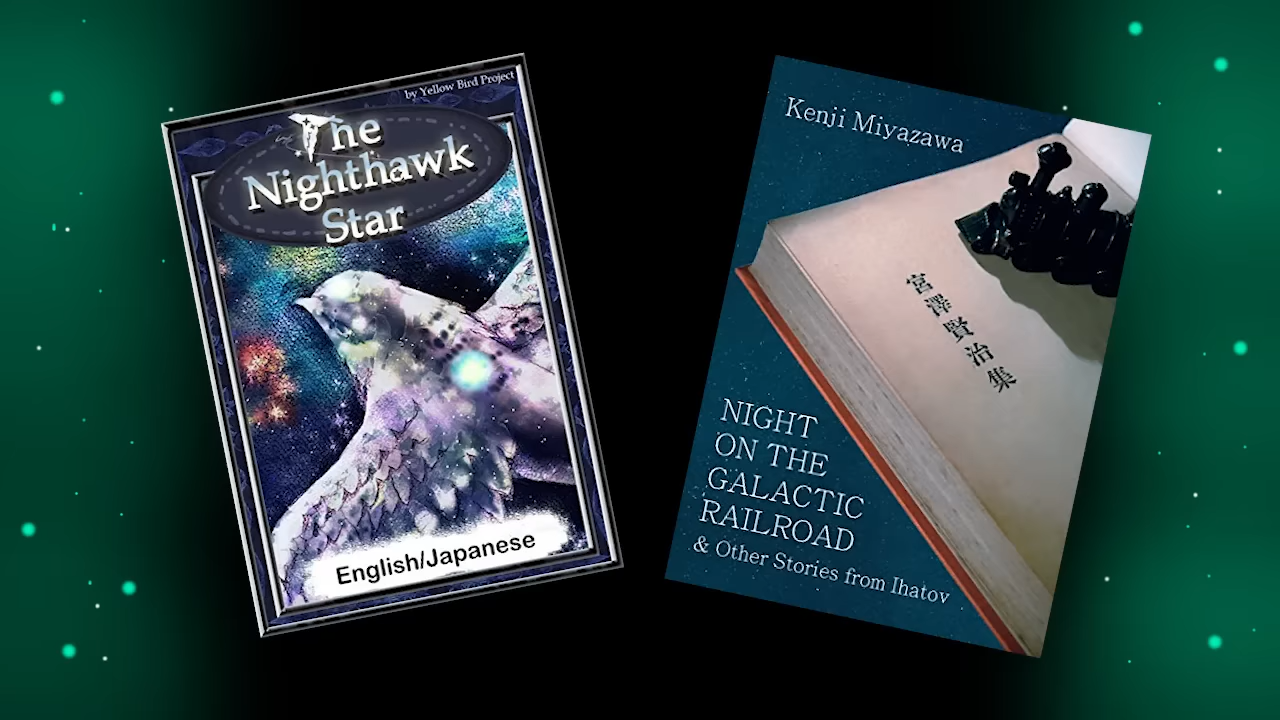 by Yellow Bird Project
The
Nighthawk
Star
English/Japanese
Kenji Miyazawa
宮澤賢治集
NIGHT
ON THE
GALACTIC
RAILROAD
& Other Stories from Ihatov